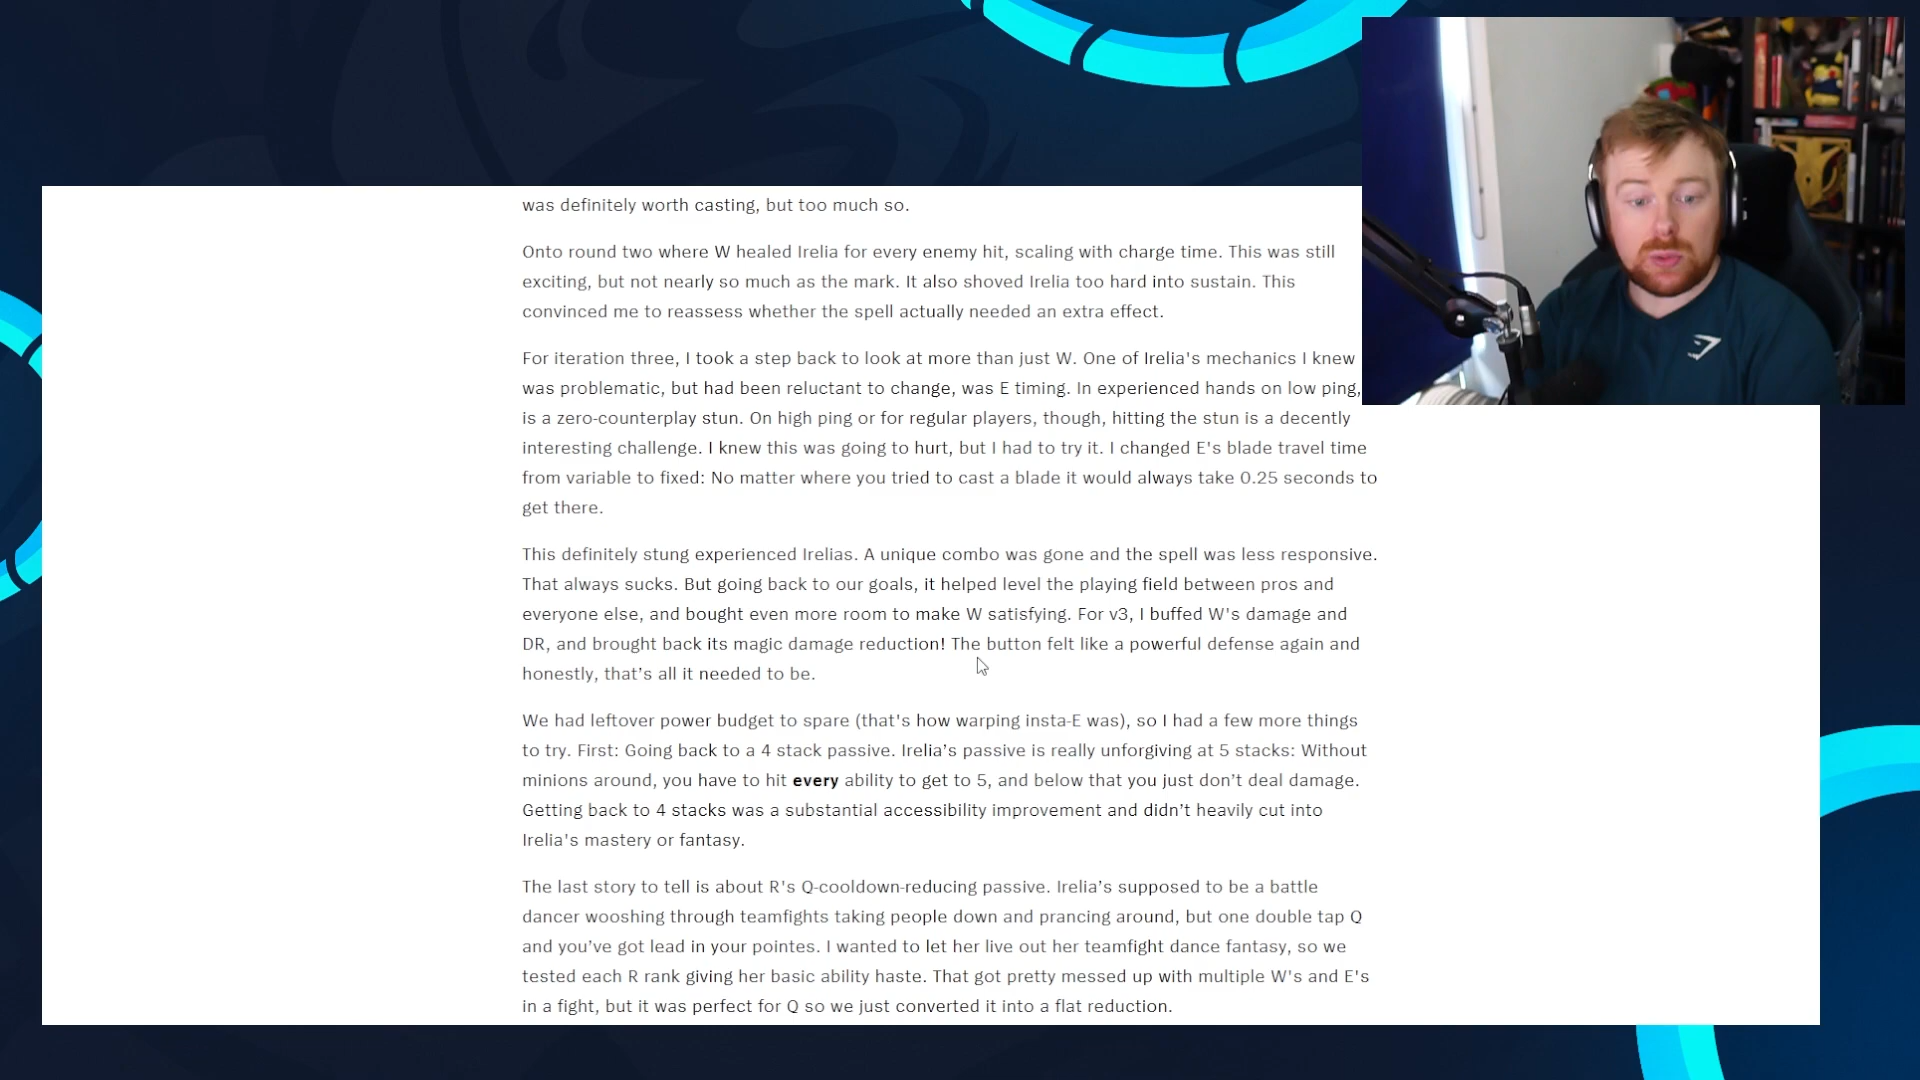 was definitely worth casting, but too much so.
Onto round two where W healed Irelia for every enemy hit, scaling with charge time. This was still
exciting, but not nearly so much as the mark. It also shoved Irelia too hard into sustain. This
convinced me to reassess whether the spell actually needed an extra effect.
For iteration three, I took a step back to look at more than just W. One of Irelia's mechanics I knew
was problematic, but had been reluctant to change, was E timing. In experienced hands on low ping,
is a zero-counterplay stun. On high ping or for regular players, though, hitting the stun is a decently
interesting challenge. I knew this was going to hurt, but I had to try it. I changed E's blade travel time
from variable to fixed: No matter where you tried to cast a blade it would always take 0.25 seconds to
get there.
This definitely stung experienced Irelias. A unique combo was gone and the spell was less responsive.
That always sucks. But going back to our goals, it helped level the playing field between pros and
everyone else, and bought even more room to make W satisfying. For v3, I buffed W's damage and
DR, and brought back its magic damage reduction! The button felt like a powerful defense again and
honestly, that’s all it needed to be.
We had leftover power budget to spare (that's how warping insta-E was), so I had a few more things
to try. First: Going back to a 4 stack passive. Irelia’s passive is really unforgiving at 5 stacks: Without
minions around, you have to hit every ability to get to 5, and below that you just don’t deal damage.
Getting back to 4 stacks was a substantial accessibility improvement and didn’t heavily cut into
Irelia's mastery or fantasy.
The last story to tell is about R's Q-cooldown-reducing passive. Irelia’s supposed to be a battle
dancer wooshing through teamfights taking people down and prancing around, but one double tap Q
and you’ve got lead in your pointes. I wanted to let her live out her teamfight dance fantasy, so we
tested each R rank giving her basic ability haste. That got pretty messed up with multiple W's and E's
in a fight, but it was perfect for Q so we just converted it into a flat reduction.